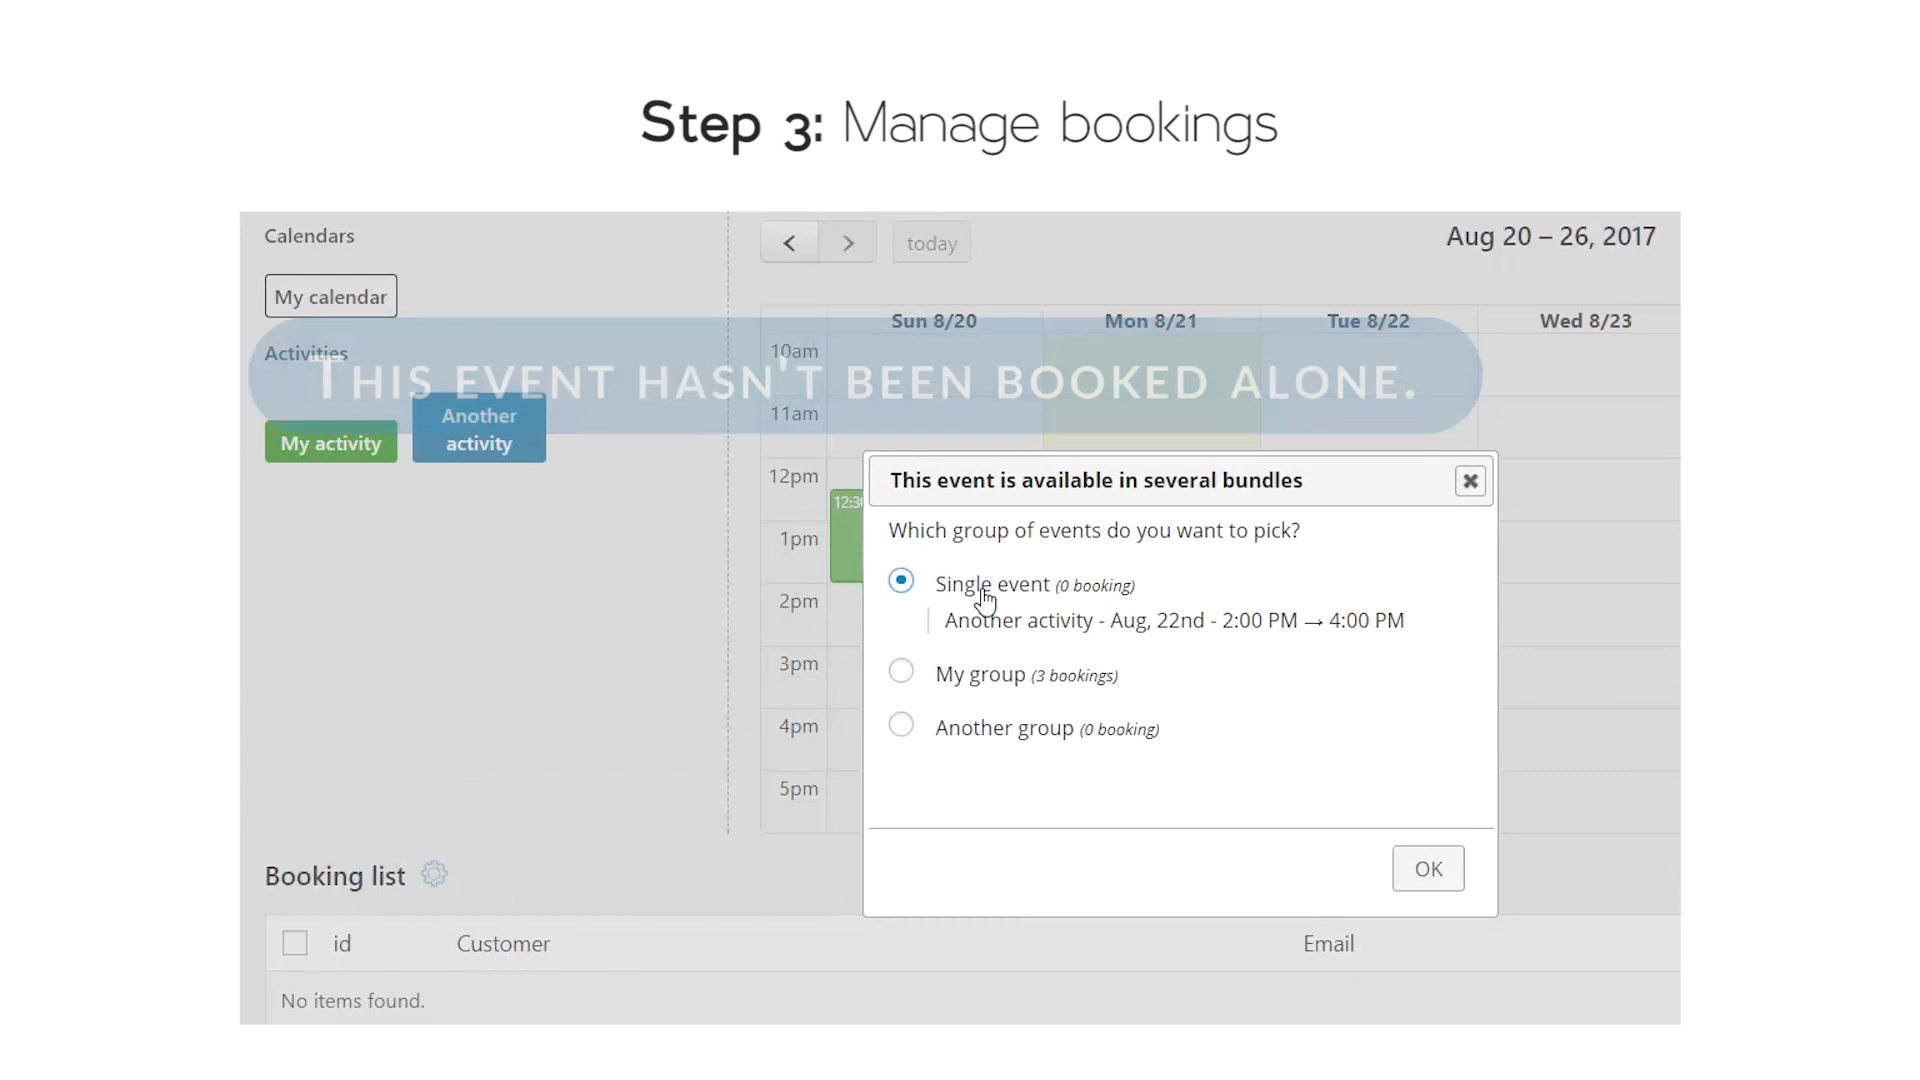 Step 3: Manage bookings
Calendars
My calendar
Activities
My activity
Another activity
today
Aug 20 – 26, 2017
Sun 8/20
Mon 8/21
Tue 8/22
Wed 8/23
10am
11am
12pm
1pm
2pm
3pm
4pm
5pm
THIS EVENT HASN'T BEEN BOOKED ALONE.
This event is available in several bundles
Which group of events do you want to pick?
Single event (0 booking)
Another activity - Aug, 22nd - 2:00 PM → 4:00 PM
My group (3 bookings)
Another group (0 booking)
OK
Booking list
id Customer Email
No items found.